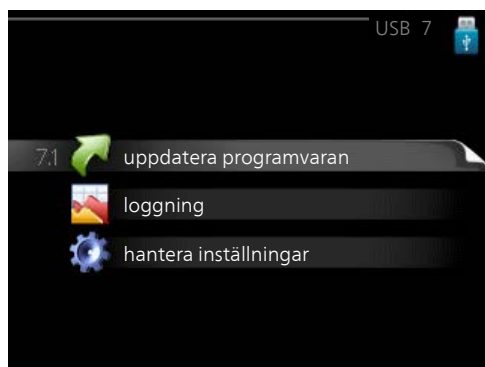 USB 7
7.1 uppdatera programvaran
loggning
hantera inställningar